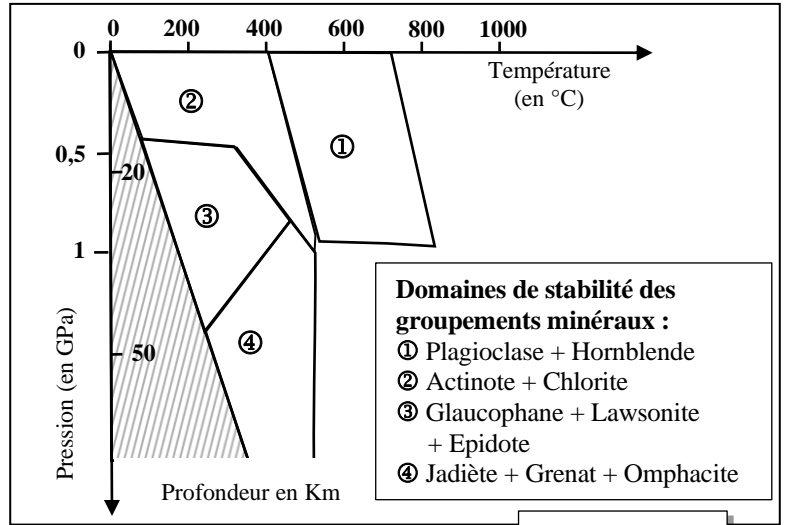 0 200 400 600 800 1000
0
Température
(en °C)
②
①
0,5
20
③
1
Domaines de stabilité des
groupements minéraux :
① Plagioclase + Hornblende
② Actinote + Chlorite
③ Glaucophane + Lawsonite
+ Epidote
④ Jadiète + Grenat + Omphacite
④
50
Pression (en GPa)
Profondeur en Km